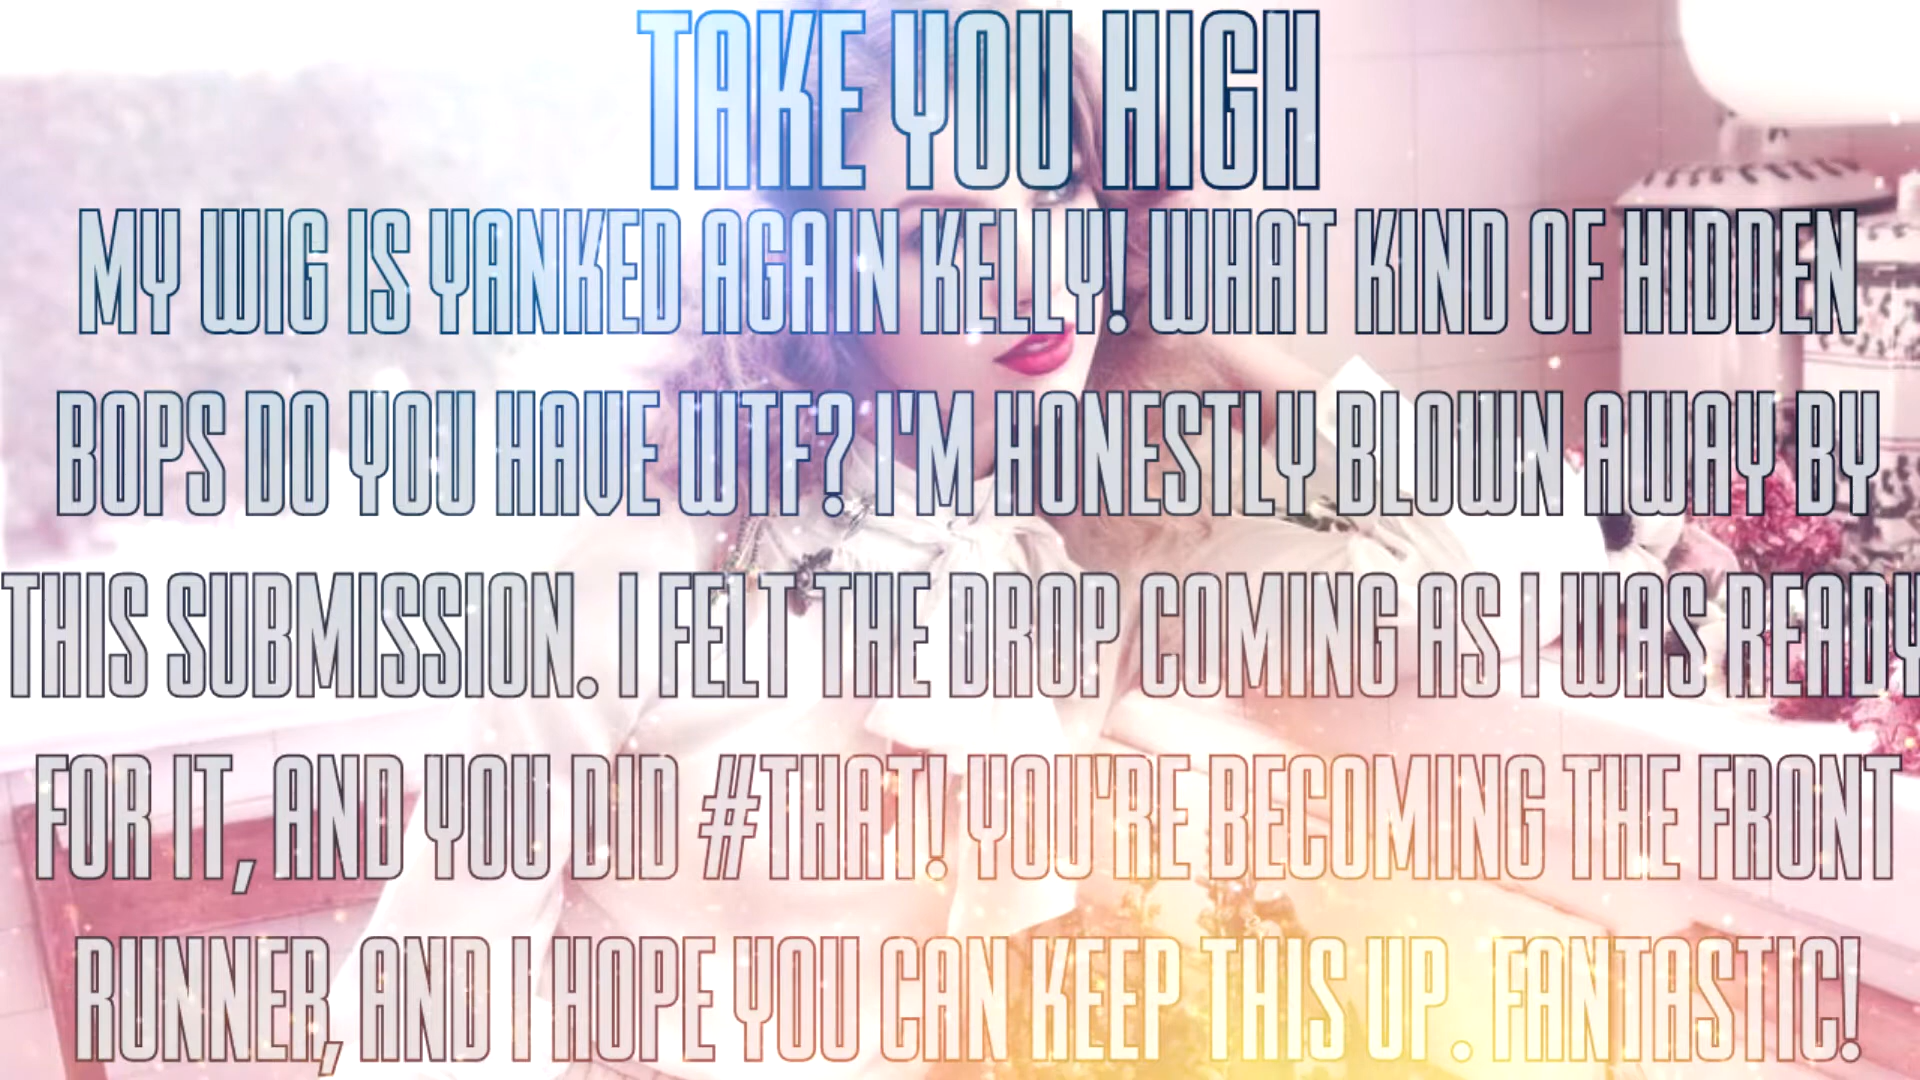 TAKE YOU HIGH
MY WIG IS YANKED AGAIN KELLY! WHAT KIND OF HIDDEN
BOPS DO YOU HAVE WTF? I'M HONESTLY BLOWN AWAY BY
THIS SUBMISSION. I FELT THE DROP COMING AS I WAS READY
FOR IT, AND YOU DID #THAT! YOU'RE BECOMING THE FRONT
RUNNER, AND I HOPE YOU CAN KEEP THIS UP. FANTASTIC!